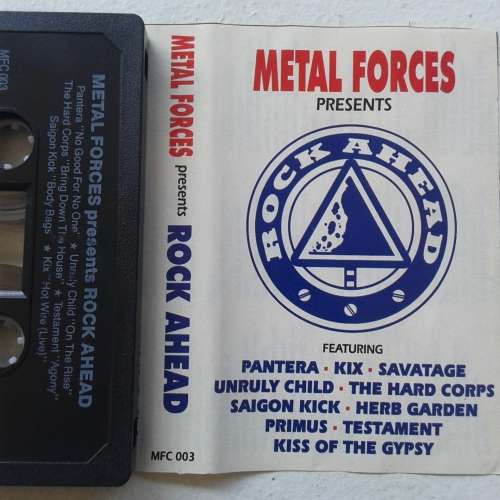 MFC 003
METAL FORCES presents ROCK AHEAD
Pantera "No Good For No One" ★ Unruly Child "On The Rise"
The Hard Corps "Bring Down The House" ★ Testament "Agony"
Saigon Kick "Body Bags" ★ Kix "Hot Wire (Live)"
METAL FORCES presents ROCK AHEAD
MFC 003
METAL FORCES
PRESENTS
ROCK AHEAD
FEATURING
PANTERA · KIX · SAVATAGE
UNRULY CHILD · THE HARD CORPS
SAIGON KICK · HERB GARDEN
PRIMUS · TESTAMENT
KISS OF THE GYPSY